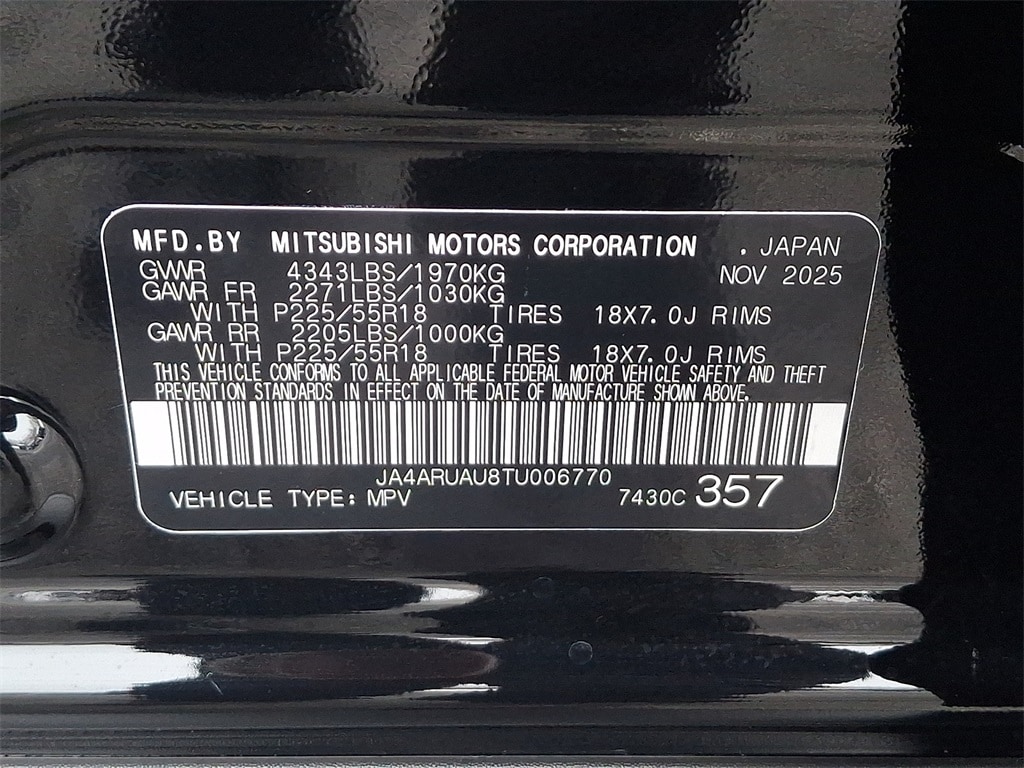 MFD.BY MITSUBISHI MOTORS CORPORATION . JAPAN
GVWR 4343LBS/1970KG NOV 2025
GAWR FR 2271LBS/1030KG
WITH P225/55R18 TIRES 18X7.0J RIMS
GAWR RR 2205LBS/1000KG
WITH P225/55R18 TIRES 18X7.0J RIMS
THIS VEHICLE CONFORMS TO ALL APPLICABLE FEDERAL MOTOR VEHICLE SAFETY AND THEFT
PREVENTION STANDARDS IN EFFECT ON THE DATE OF MANUFACTURE SHOWN ABOVE.
JA4ARUAU8TU006770
VEHICLE TYPE: MPV 7430C 357